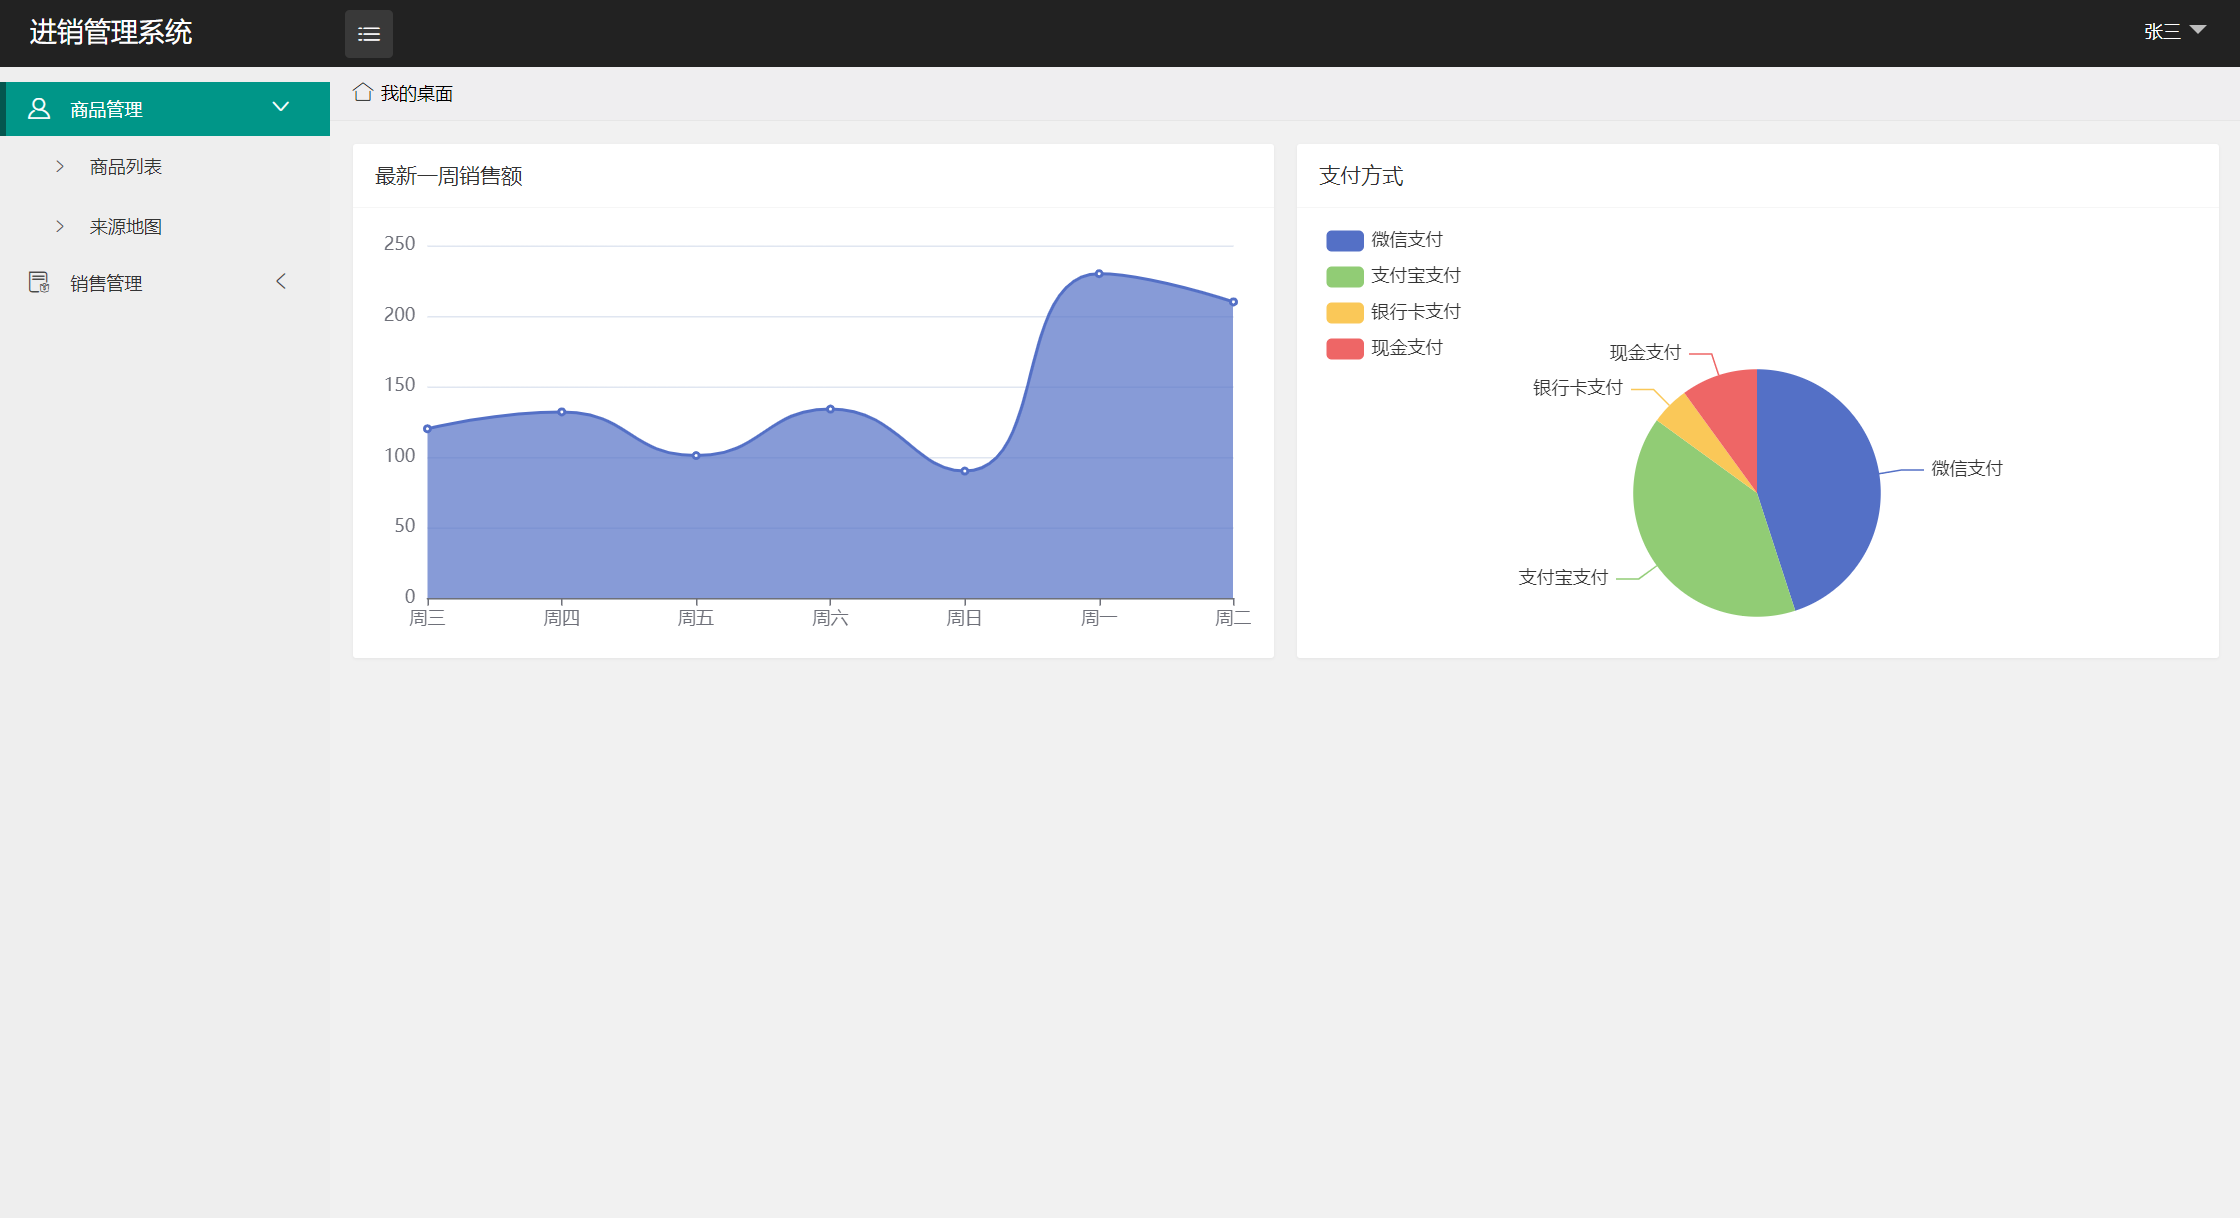 进销管理系统
张三
商品管理
商品列表
来源地图
销售管理
我的桌面
最新一周销售额
250
200
150
100
50
0
周三 周四 周五 周六 周日 周一 周二
支付方式
微信支付
支付宝支付
银行卡支付
现金支付
现金支付
银行卡支付
微信支付
支付宝支付